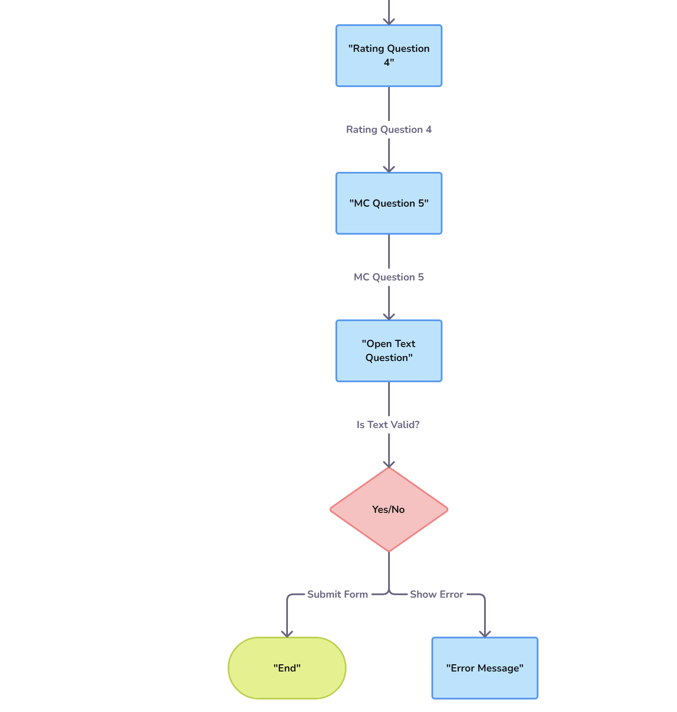 "Rating Question
4"
Rating Question 4
"MC Question 5"
MC Question 5
"Open Text
Question"
Is Text Valid?
Yes/No
Submit Form
Show Error
"End"
"Error Message"